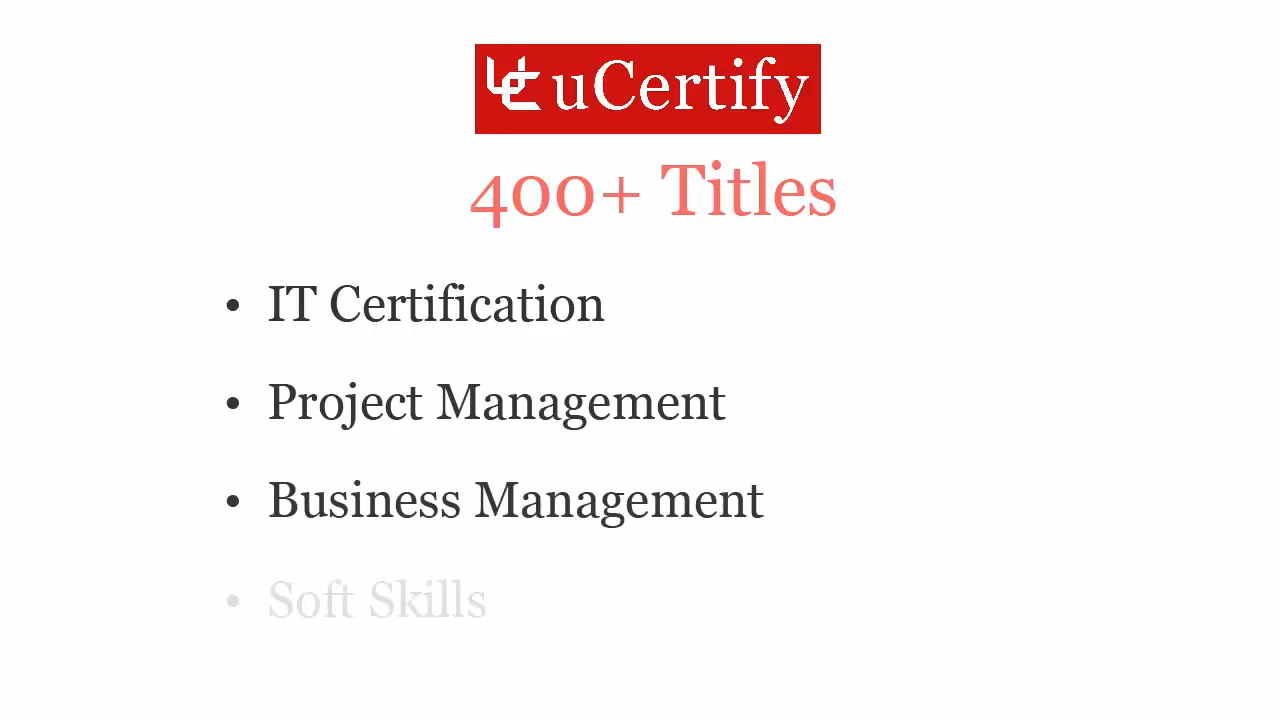 uCertify
400+ Titles
• IT Certification
• Project Management
• Business Management
• Soft Skills